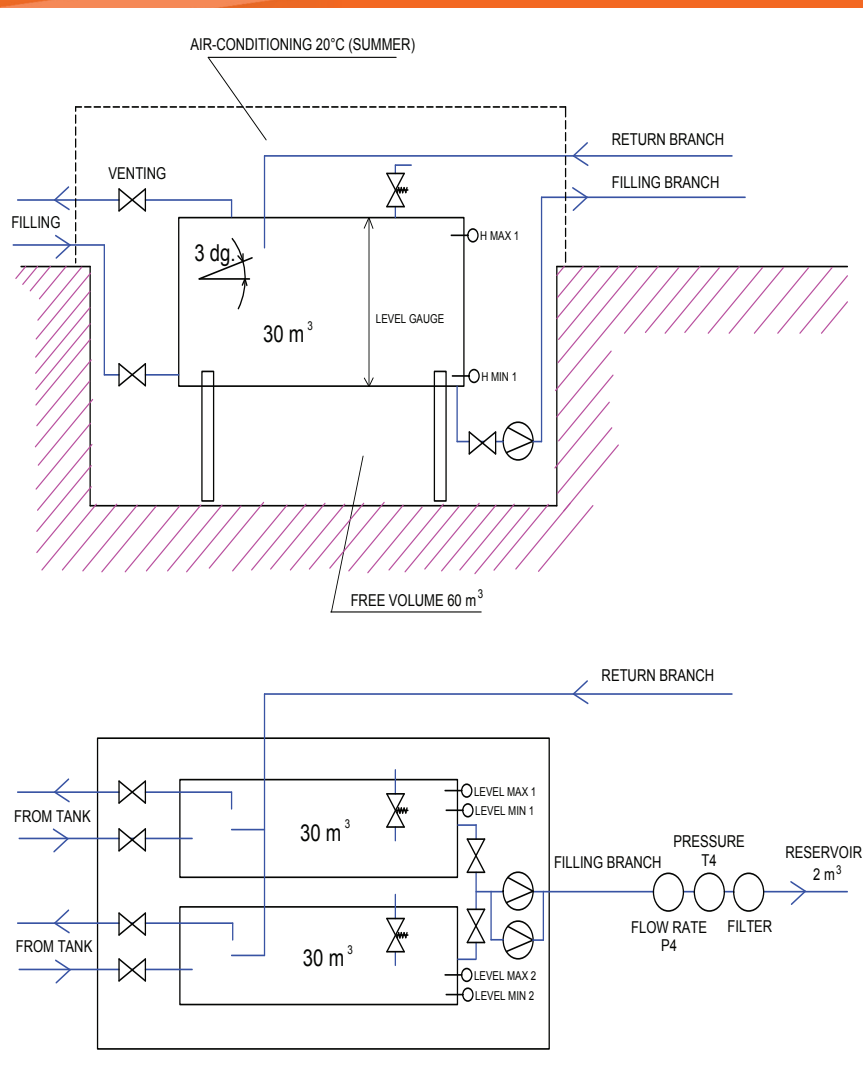 AIR-CONDITIONING 20°C (SUMMER)
RETURN BRANCH
VENTING
FILLING BRANCH
FILLING
H MAX 1
3 dg.
LEVEL GAUGE
30 m³
H MIN 1
FREE VOLUME 60 m³
RETURN BRANCH
LEVEL MAX 1
LEVEL MIN 1
FROM TANK
30 m³
PRESSURE
T4
RESERVOIR
2 m³
FILLING BRANCH
FLOW RATE
P4
FILTER
FROM TANK
30 m³
LEVEL MAX 2
LEVEL MIN 2